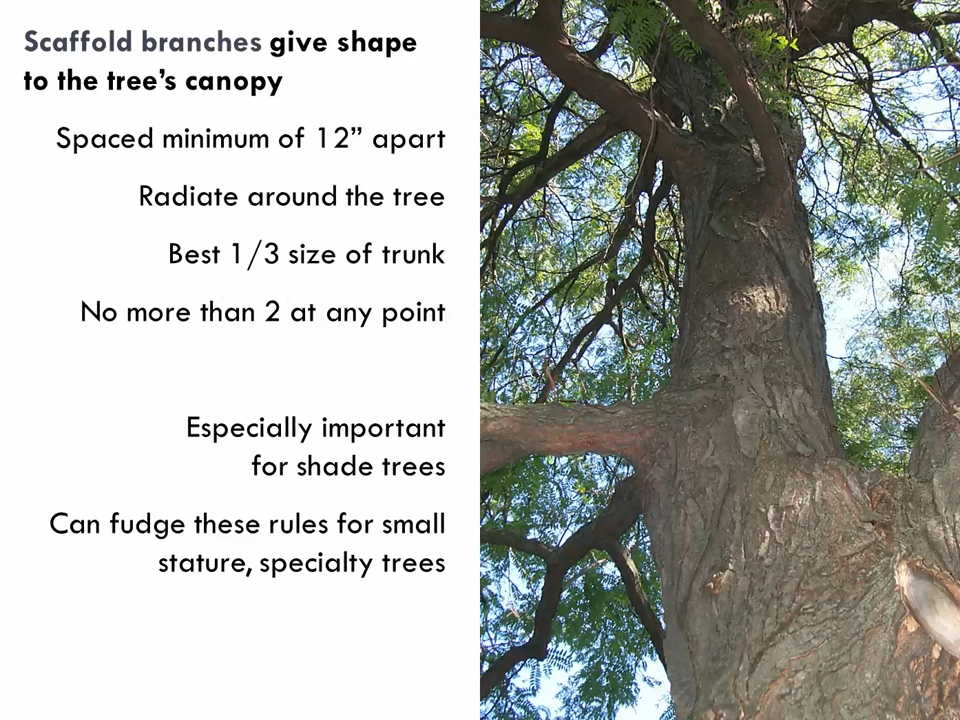 Scaffold branches give shape
to the tree’s canopy
Spaced minimum of 12” apart
Radiate around the tree
Best 1/3 size of trunk
No more than 2 at any point
Especially important
for shade trees
Can fudge these rules for small
stature, specialty trees